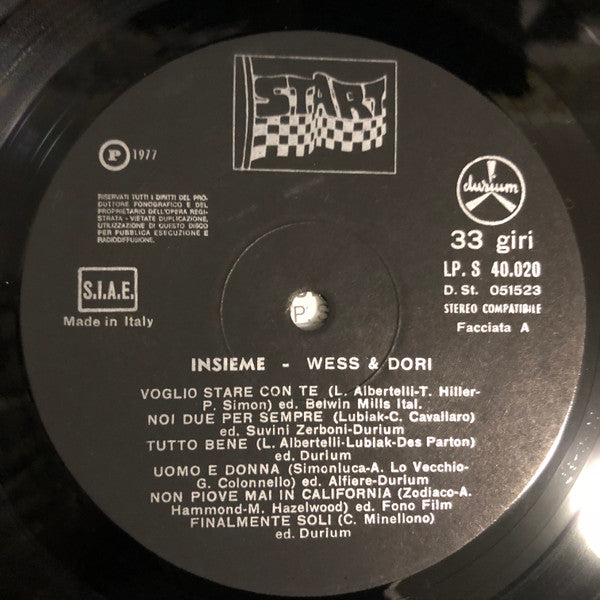 START
P 1977
RISERVATI TUTTI I DIRITTI DEL PRO-
DUTTORE FONOGRAFICO E DEL
PROPRIETARIO DELL'OPERA REGI-
STRATA - VIETATE DUPLICAZIONE,
UTILIZZAZIONE DI QUESTO DISCO
PER PUBBLICA ESECUZIONE E
RADIODIFFUSIONE.
durium
33 giri
LP. S 40.020
D. St. 051523
STEREO COMPATIBILE
Facciata A
S.I.A.E.
Made in Italy
INSIEME - WESS & DORI
VOGLIO STARE CON TE (L. Albertelli-T. Hiller-
P. Simon) ed. Belwin Mills Ital.
NOI DUE PER SEMPRE (Lubiak-C. Cavallaro)
ed. Suvini Zerboni-Durium
TUTTO BENE (L. Albertelli-Lubiak-Des Parton)
ed. Durium
UOMO E DONNA (Simonluca-A. Lo Vecchio-
G. Colonnello) ed. Alfiere-Durium
NON PIOVE MAI IN CALIFORNIA (Zodiaco-A.
Hammond-M. Hazelwood) ed. Fono Film
FINALMENTE SOLI (C. Minellono)
ed. Durium